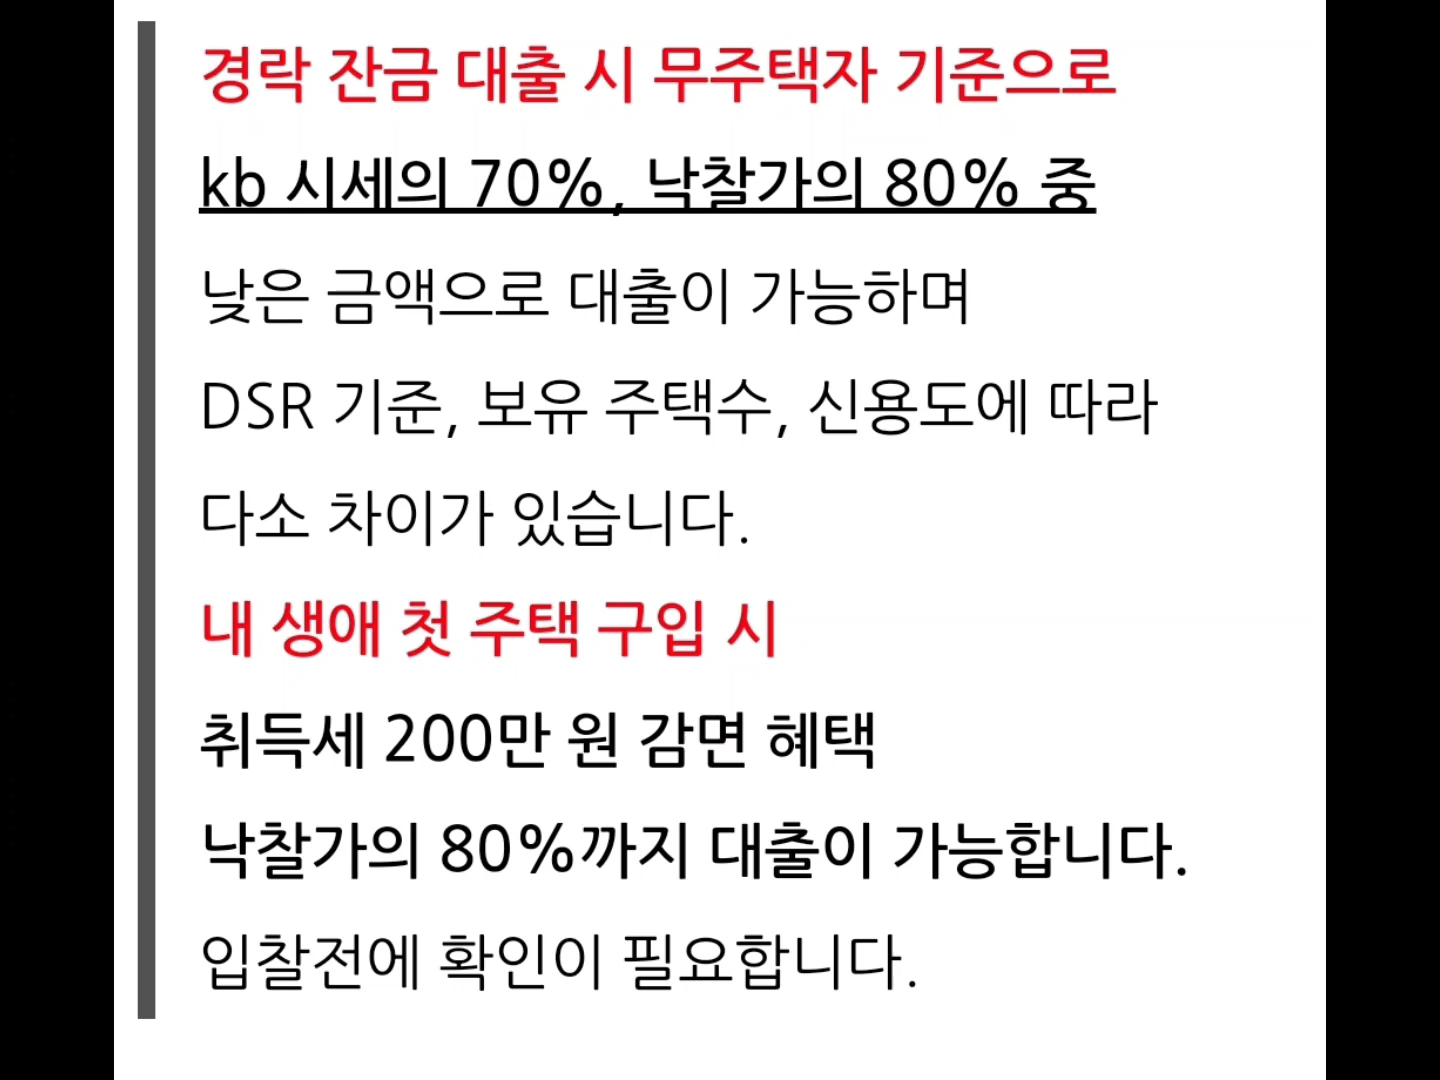 경락 잔금 대출 시 무주택자 기준으로
kb 시세의 70%, 낙찰가의 80% 중
낮은 금액으로 대출이 가능하며
DSR 기준, 보유 주택수, 신용도에 따라
다소 차이가 있습니다.
내 생애 첫 주택 구입 시
취득세 200만 원 감면 혜택
낙찰가의 80%까지 대출이 가능합니다.
입찰전에 확인이 필요합니다.